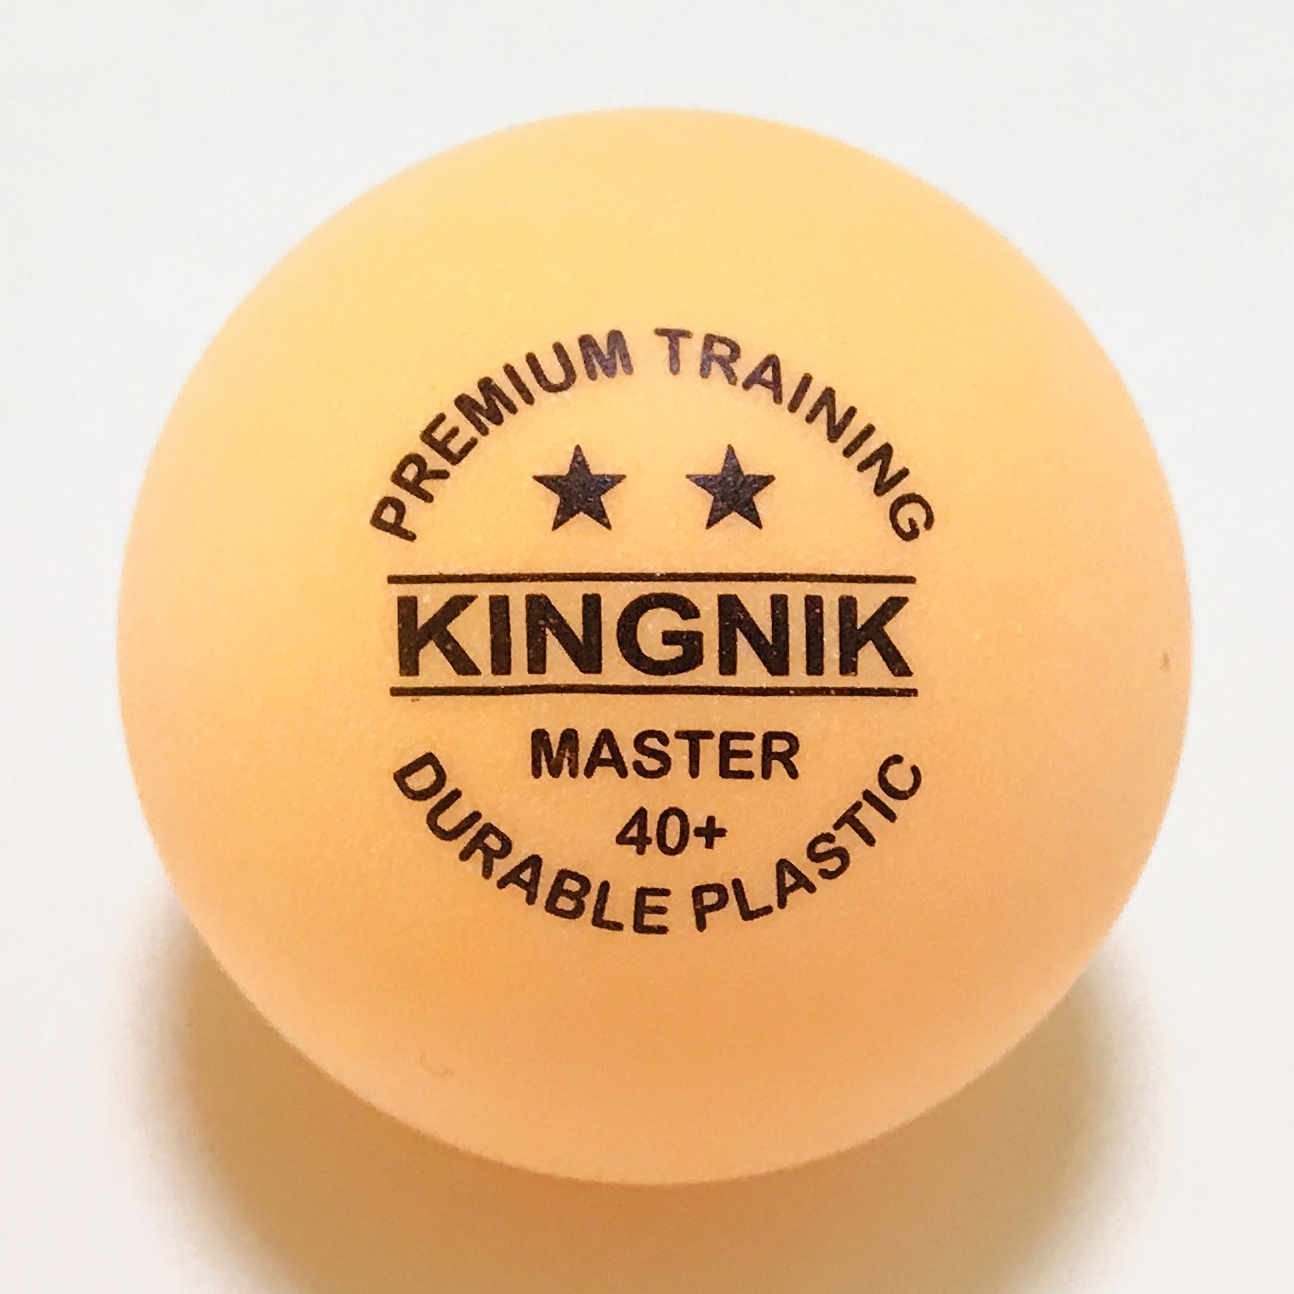 PREMIUM TRAINING
KINGNIK
MASTER
40+
DURABLE PLASTIC